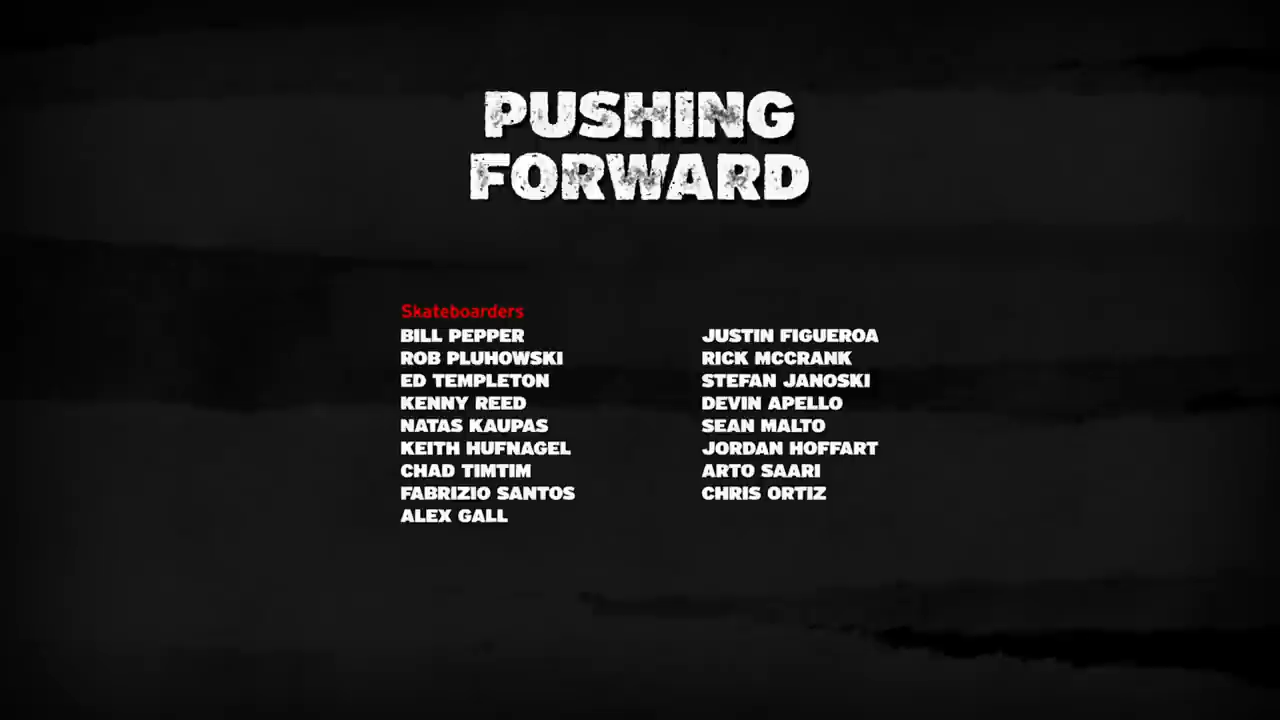 PUSHING
FORWARD
Skateboarders
BILL PEPPER
ROB PLUHOWSKI
ED TEMPLETON
KENNY REED
NATAS KAUPAS
KEITH HUFNAGEL
CHAD TIMTIM
FABRIZIO SANTOS
ALEX GALL
JUSTIN FIGUEROA
RICK MCCRANK
STEFAN JANOSKI
DEVIN APELLO
SEAN MALTO
JORDAN HOFFART
ARTO SAARI
CHRIS ORTIZ